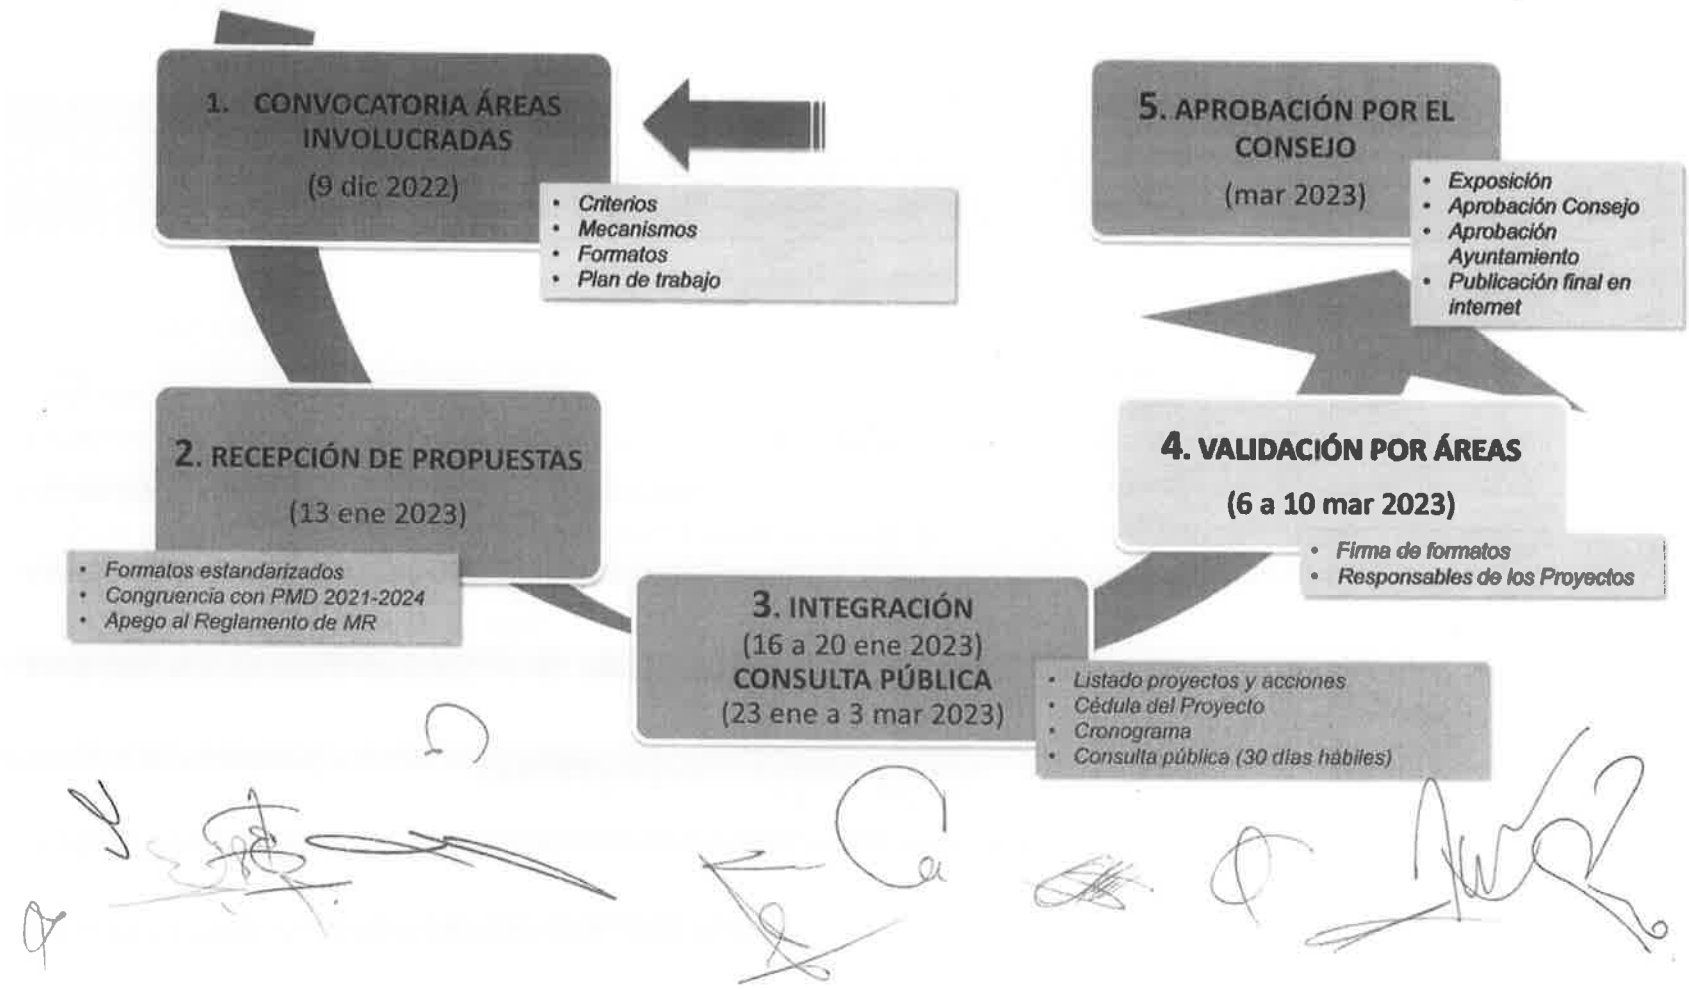 1. CONVOCATORIA ÁREAS
INVOLUCRADAS
(9 dic 2022)
• Criterios
• Mecanismos
• Formatos
• Plan de trabajo
2. RECEPCIÓN DE PROPUESTAS
(13 ene 2023)
• Formatos estandarizados
• Congruencia con PMD 2021-2024
• Apego al Reglamento de MR
3. INTEGRACIÓN
(16 a 20 ene 2023)
CONSULTA PÚBLICA
(23 ene a 3 mar 2023)
• Listado proyectos y acciones
• Cédula del Proyecto
• Cronograma
• Consulta pública (30 días hábiles)
4. VALIDACIÓN POR ÁREAS
(6 a 10 mar 2023)
• Firma de formatos
• Responsables de los Proyectos
5. APROBACIÓN POR EL
CONSEJO
(mar 2023)
• Exposición
• Aprobación Consejo
• Aprobación
Ayuntamiento
• Publicación final en
internet